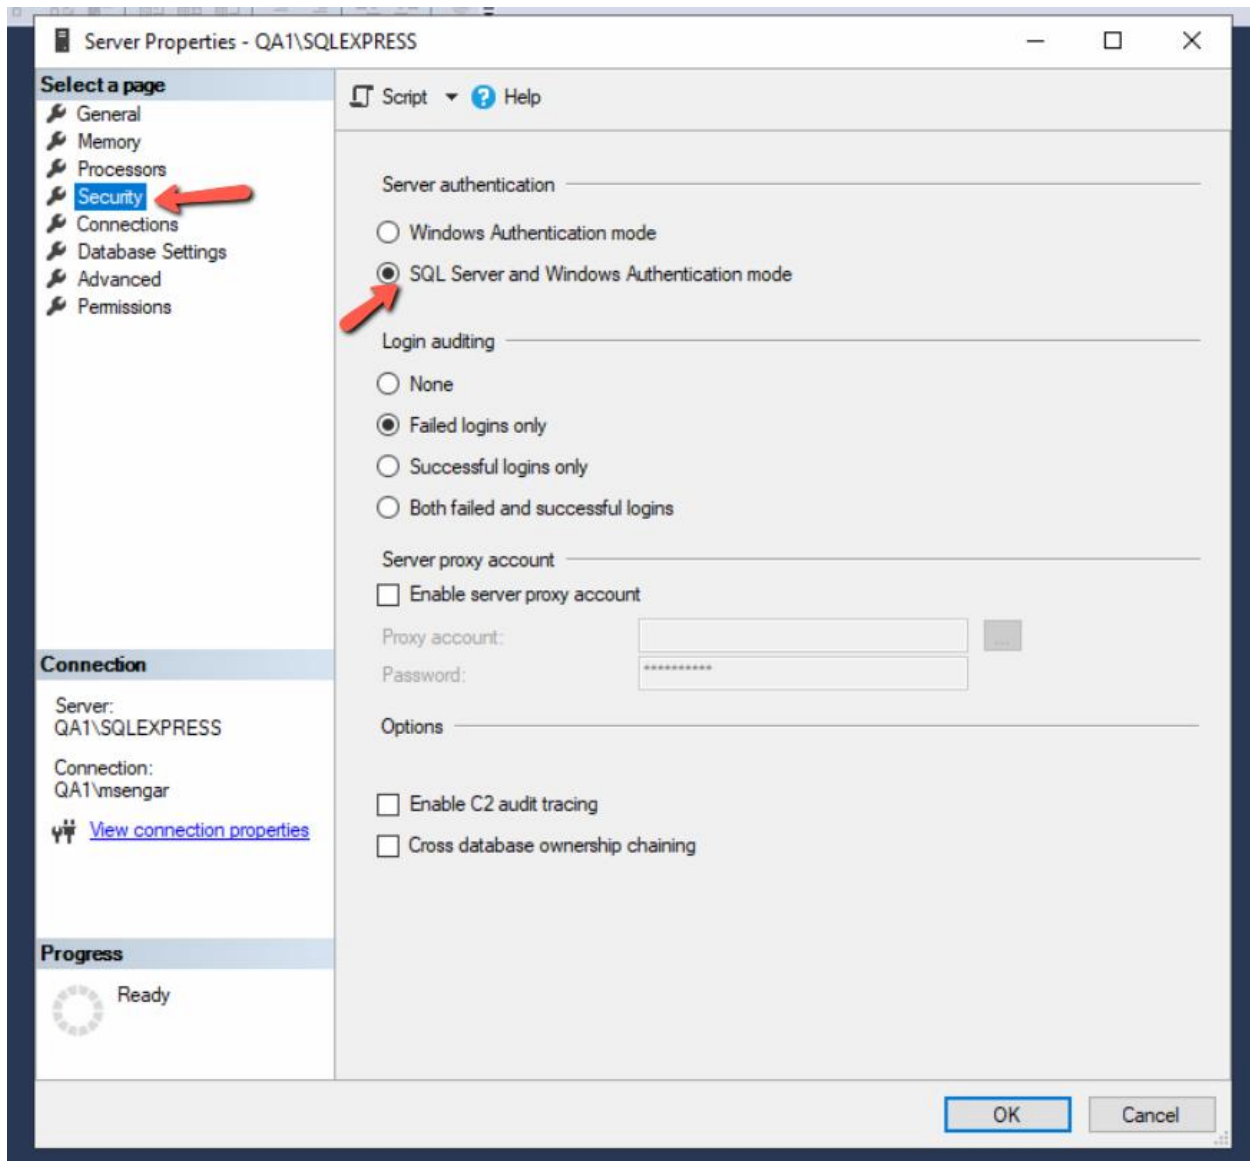 Server Properties - QA1\SQLEXPRESS
Select a page
General
Memory
Processors
Security
Connections
Database Settings
Advanced
Permissions
Script
Help
Server authentication
Windows Authentication mode
SQL Server and Windows Authentication mode
Login auditing
None
Failed logins only
Successful logins only
Both failed and successful logins
Server proxy account
Enable server proxy account
Proxy account:
...
Password:
**********
Options
Enable C2 audit tracing
Cross database ownership chaining
Connection
Server:
QA1\SQLEXPRESS
Connection:
QA1\msengar
View connection properties
Progress
Ready
OK
Cancel